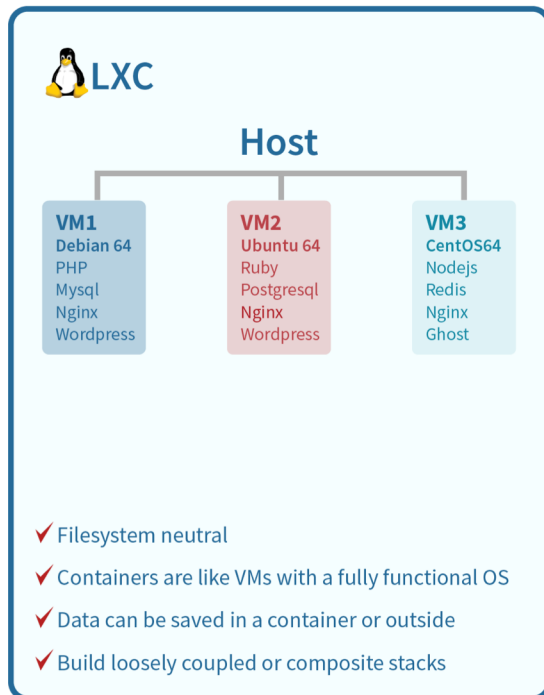 LXC
Host
VM1
Debian 64
PHP
Mysql
Nginx
Wordpress
VM2
Ubuntu 64
Ruby
Postgresql
Nginx
Wordpress
VM3
CentOS64
Nodejs
Redis
Nginx
Ghost
Filesystem neutral
Containers are like VMs with a fully functional OS
Data can be saved in a container or outside
Build loosely coupled or composite stacks